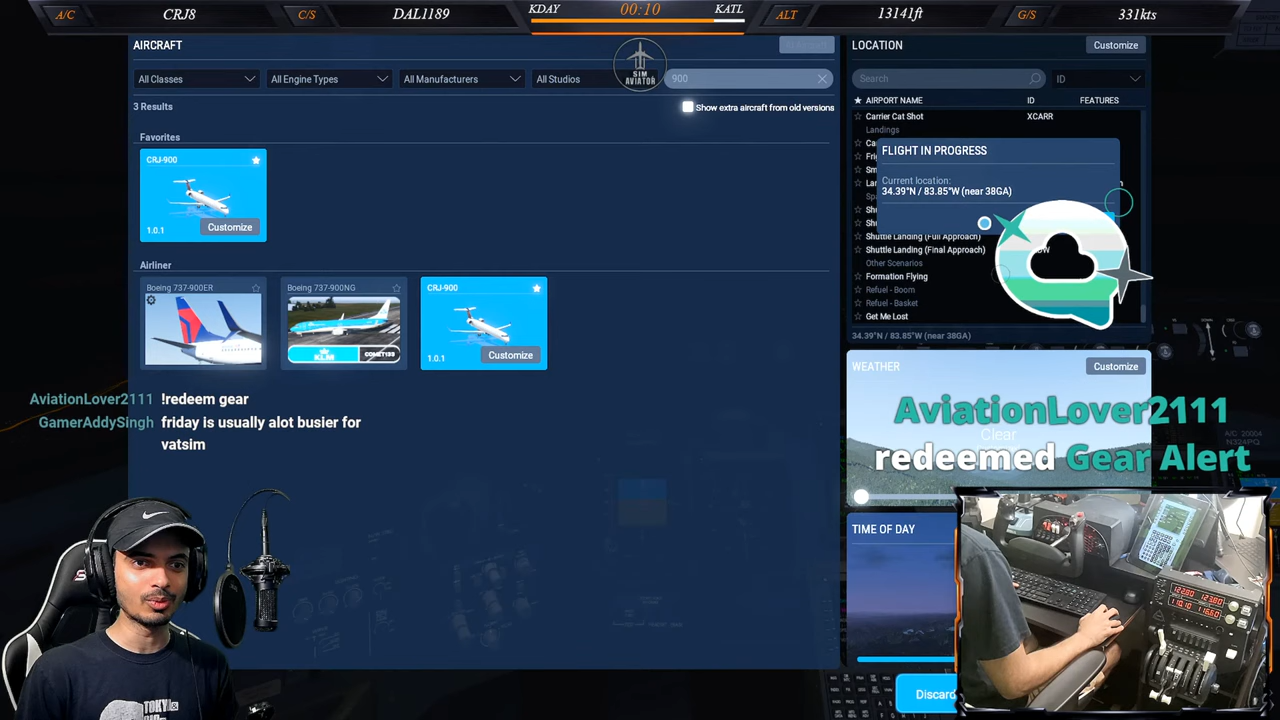 A/C
CRJ8
C/S
DAL1189
KDAY
00:10
KATL
ALT
13141ft
G/S
331kts
AIRCRAFT
All Classes
All Engine Types
All Manufacturers
All Studios
SIM
AVIATOR
900
3 Results
Show extra aircraft from old versions
Favorites
CRJ-900
1.0.1
Customize
Airliner
Boeing 737-900ER
Boeing 737-900NG
KLM
CRJ-900
1.0.1
Customize
LOCATION
Customize
Search
ID
AIRPORT NAME
ID
FEATURES
Carrier Cat Shot
XCARR
Landings
FLIGHT IN PROGRESS
Current location:
34.39°N / 83.85°W (near 38GA)
Shuttle Landing (Full Approach)
Shuttle Landing (Final Approach)
Other Scenarios
Formation Flying
Refuel - Boom
Refuel - Basket
Get Me Lost
34.39°N / 83.85°W (near 38GA)
WEATHER
Customize
Clear
AviationLover2111
redeemed Gear Alert
AviationLover2111 !redeem gear
GamerAddySingh friday is usually alot busier for
vatsim
TIME OF DAY
Discard
TOKY